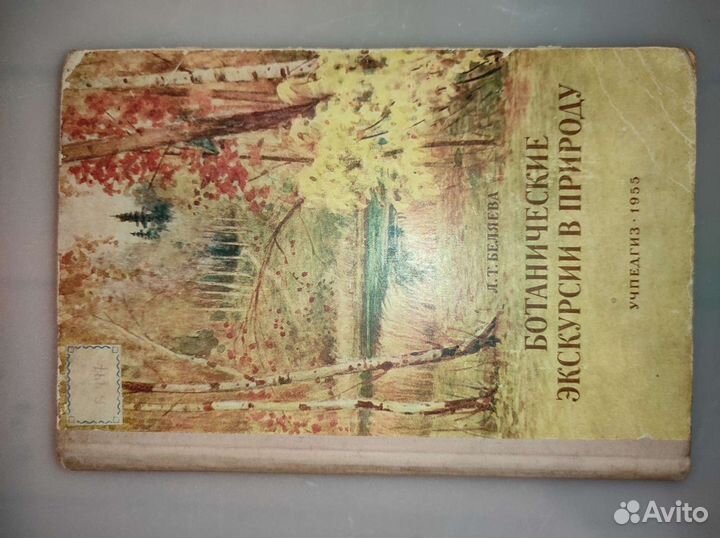 Л. Т. БЕЛЯЕВА
БОТАНИЧЕСКИЕ
ЭКСКУРСИИ В ПРИРОДУ
УЧПЕДГИЗ · 1955
Avito